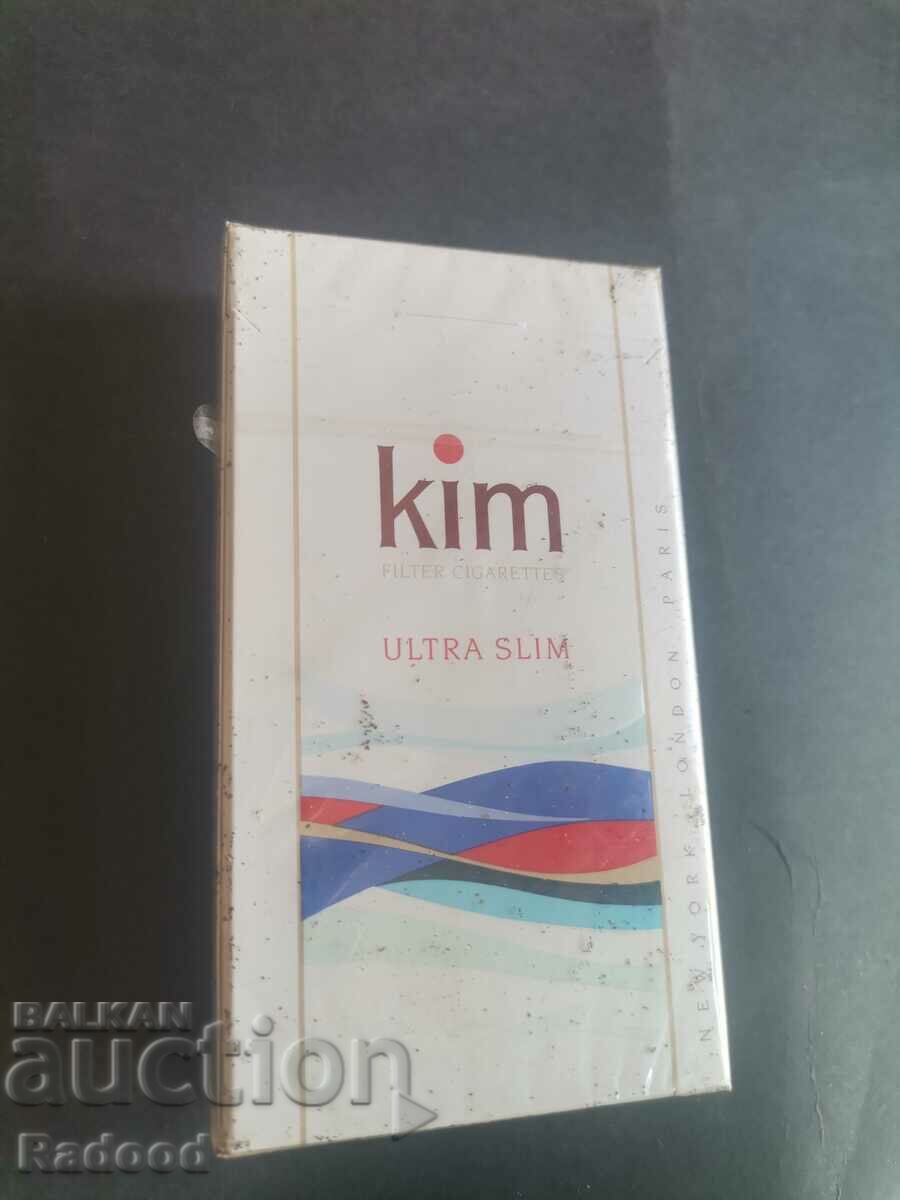 kim
FILTER CIGARETTES
ULTRA SLIM
NEW YORK LONDON PARIS
BALKAN
auction
Radood